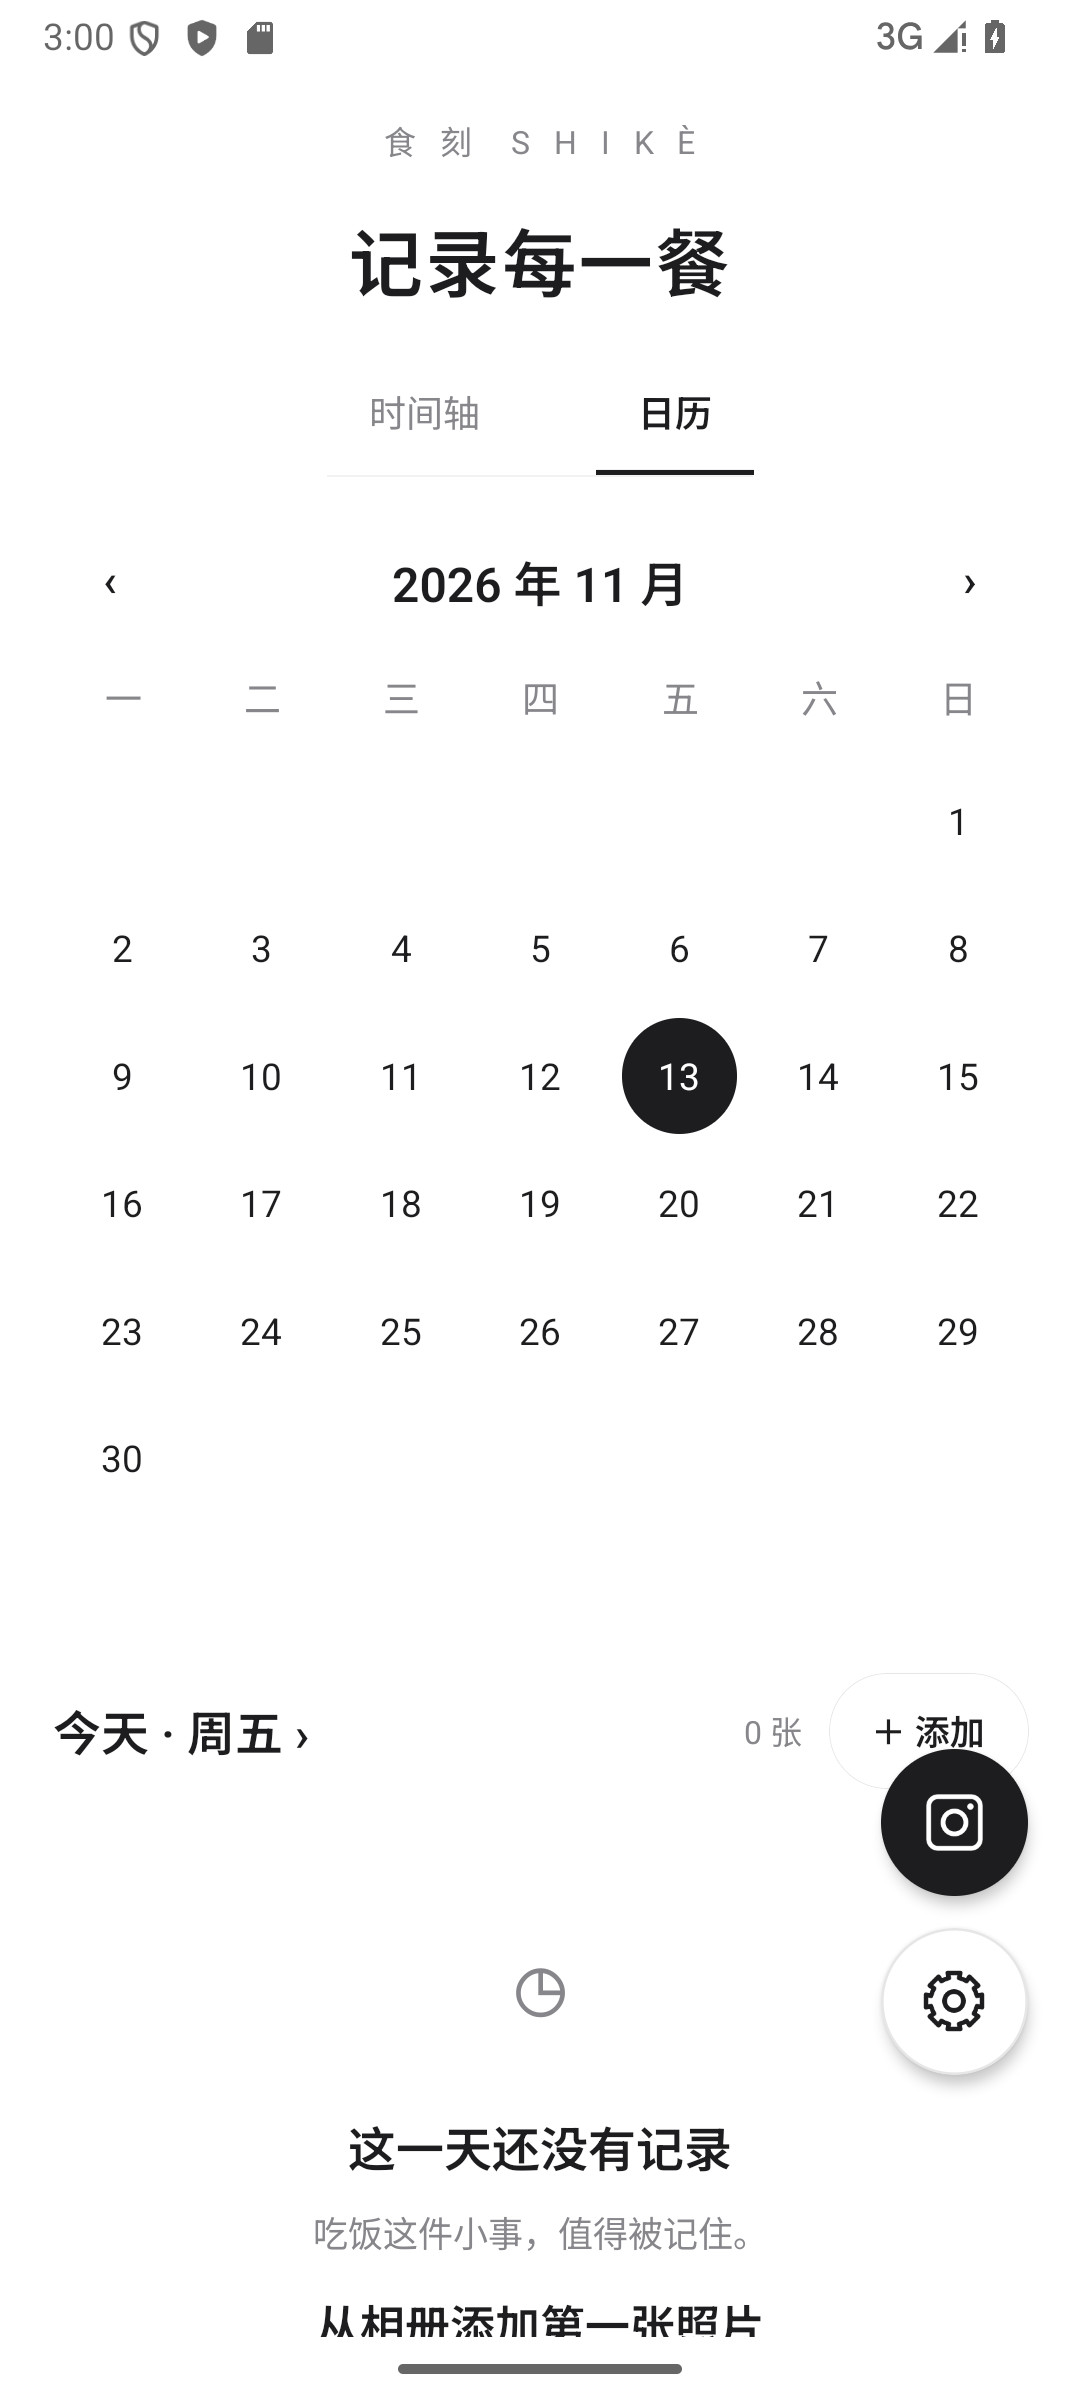 3:00 3G
食刻 SHIKÈ
记录每一餐
时间轴 日历
‹ 2026 年 11 月 ›
一 二 三 四 五 六 日
1
2 3 4 5 6 7 8
9 10 11 12 13 14 15
16 17 18 19 20 21 22
23 24 25 26 27 28 29
30
今天 · 周五 › 0 张 + 添加
这一天还没有记录
吃饭这件小事，值得被记住。
从相册添加第一张照片